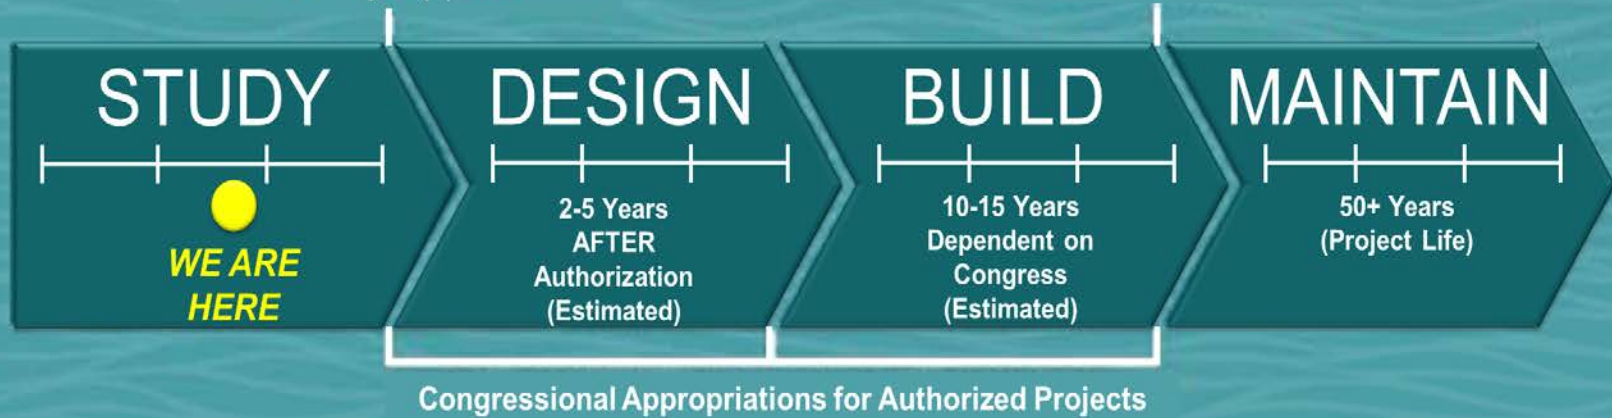 STUDY
WE ARE
HERE
DESIGN
2-5 Years
AFTER
Authorization
(Estimated)
BUILD
10-15 Years
Dependent on
Congress
(Estimated)
MAINTAIN
50+ Years
(Project Life)
Congressional Appropriations for Authorized Projects